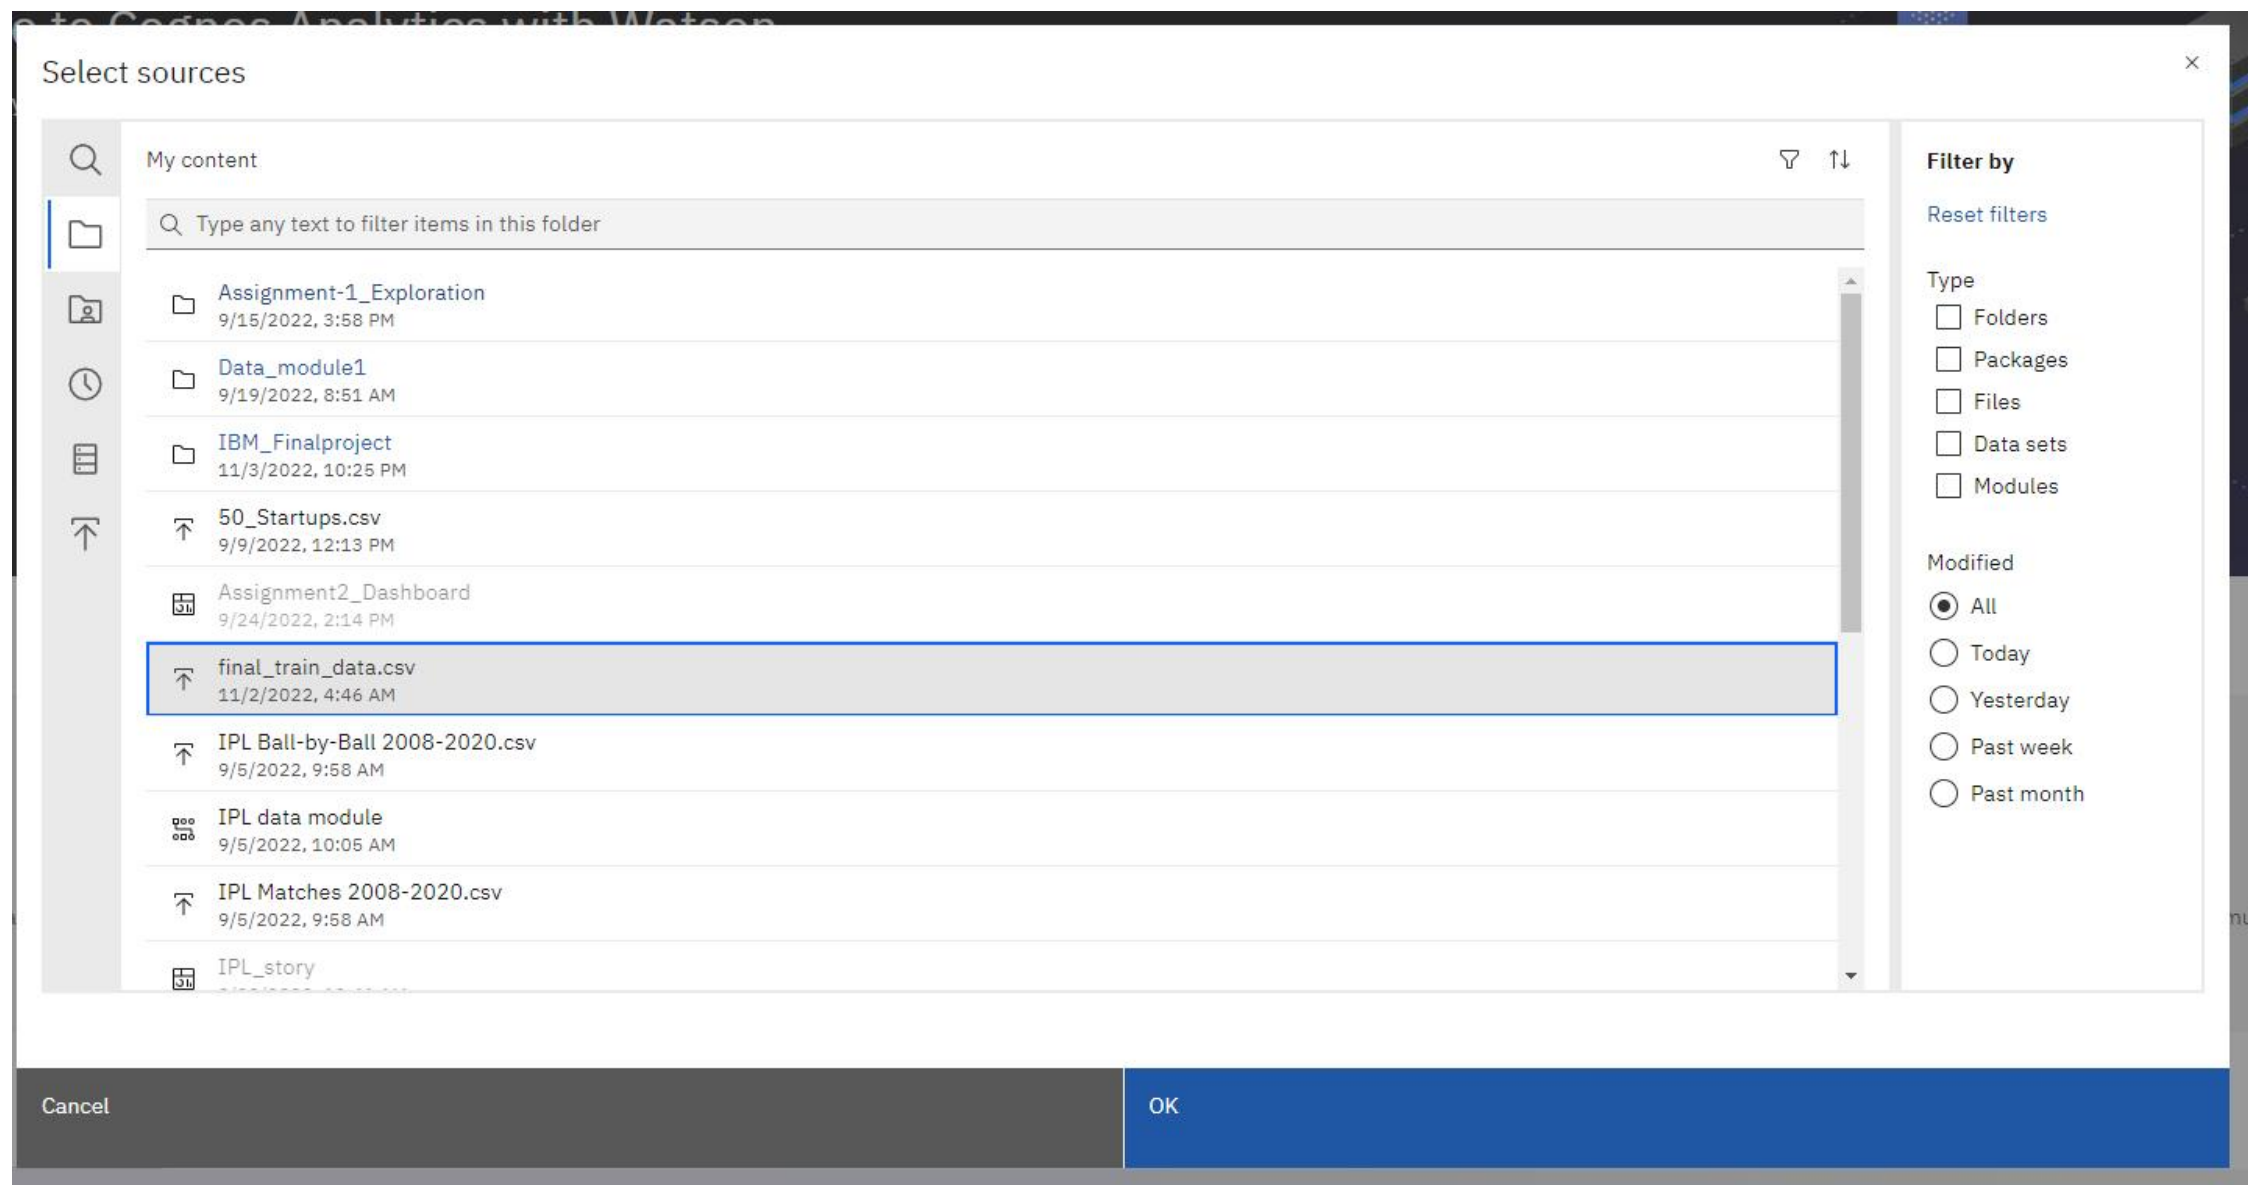 to Cognos Analytics with Watson
Select sources
My content
Type any text to filter items in this folder
Assignment-1_Exploration
9/15/2022, 3:58 PM
Data_module1
9/19/2022, 8:51 AM
IBM_Finalproject
11/3/2022, 10:25 PM
50_Startups.csv
9/9/2022, 12:13 PM
Assignment2_Dashboard
9/24/2022, 2:14 PM
final_train_data.csv
11/2/2022, 4:46 AM
IPL Ball-by-Ball 2008-2020.csv
9/5/2022, 9:58 AM
IPL data module
9/5/2022, 10:05 AM
IPL Matches 2008-2020.csv
9/5/2022, 9:58 AM
IPL_story
Filter by
Reset filters
Type
Folders
Packages
Files
Data sets
Modules
Modified
All
Today
Yesterday
Past week
Past month
Cancel
OK